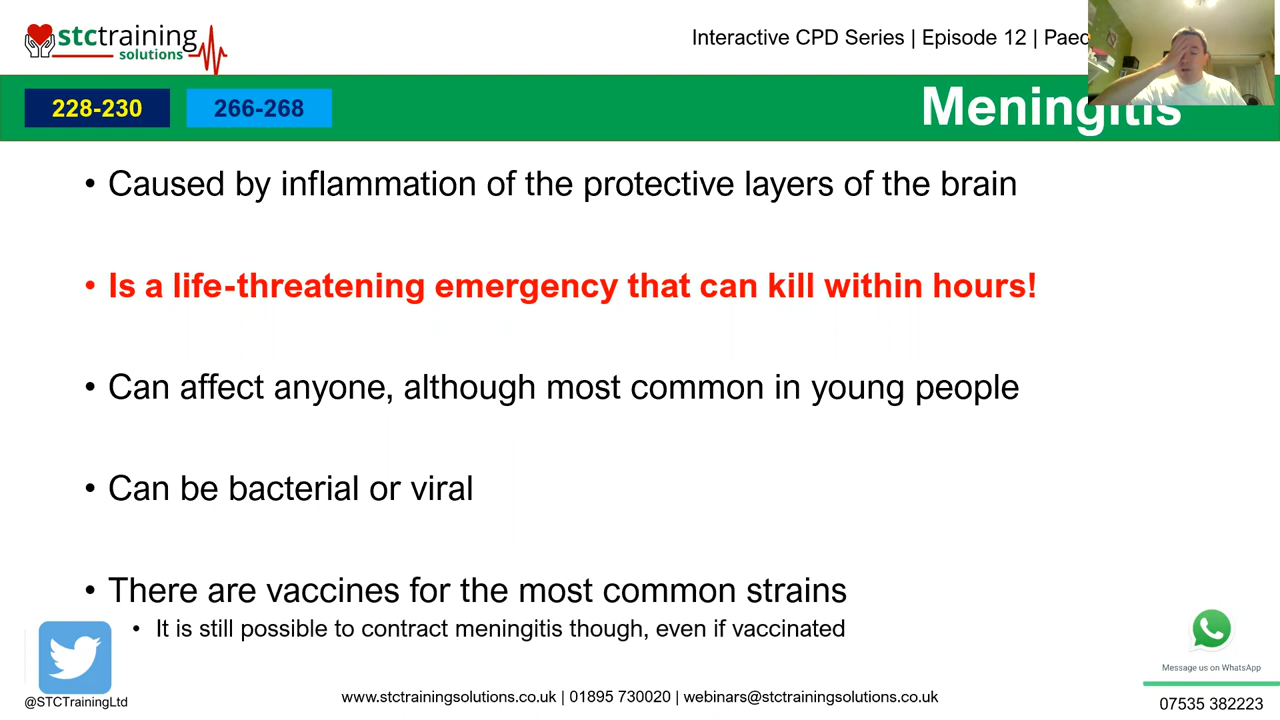 stctraining
solutions
Interactive CPD Series | Episode 12 |
228-230
266-268
Meningitis
• Caused by inflammation of the protective layers of the brain
• Is a life-threatening emergency that can kill within hours!
• Can affect anyone, although most common in young people
• Can be bacterial or viral
• There are vaccines for the most common strains
• It is still possible to contract meningitis though, even if vaccinated
Message us on WhatsApp
@STCTrainingLtd
www.stctrainingsolutions.co.uk | 01895 730020 | webinars@stctrainingsolutions.co.uk
07535 382223